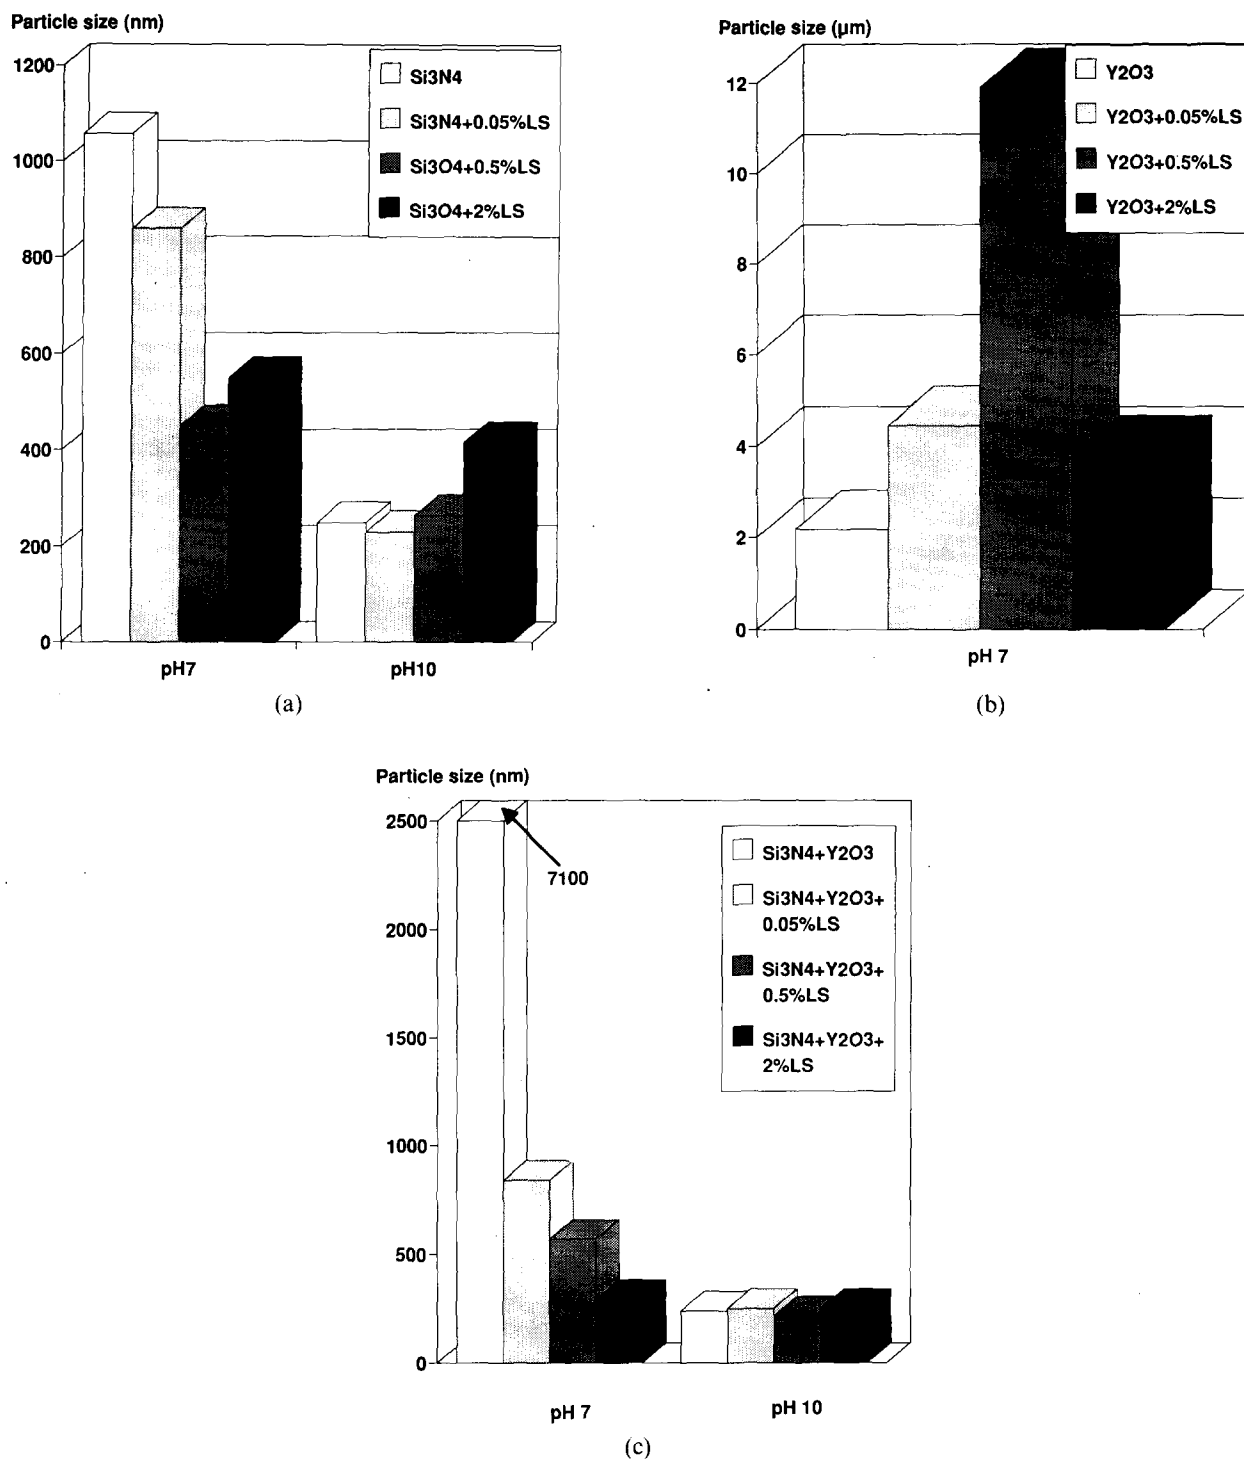 Particle size (nm)
1200
1000
800
600
400
200
0
Si3N4
Si3N4+0.05%LS
Si3O4+0.5%LS
Si3O4+2%LS
pH7
pH10
(a)
Particle size (µm)
12
10
8
6
4
2
0
Y2O3
Y2O3+0.05%LS
Y2O3+0.5%LS
Y2O3+2%LS
pH 7
(b)
Particle size (nm)
2500
2000
1500
1000
500
0
7100
Si3N4+Y2O3
Si3N4+Y2O3+
0.05%LS
Si3N4+Y2O3+
0.5%LS
Si3N4+Y2O3+
2%LS
pH 7
pH 10
(c)